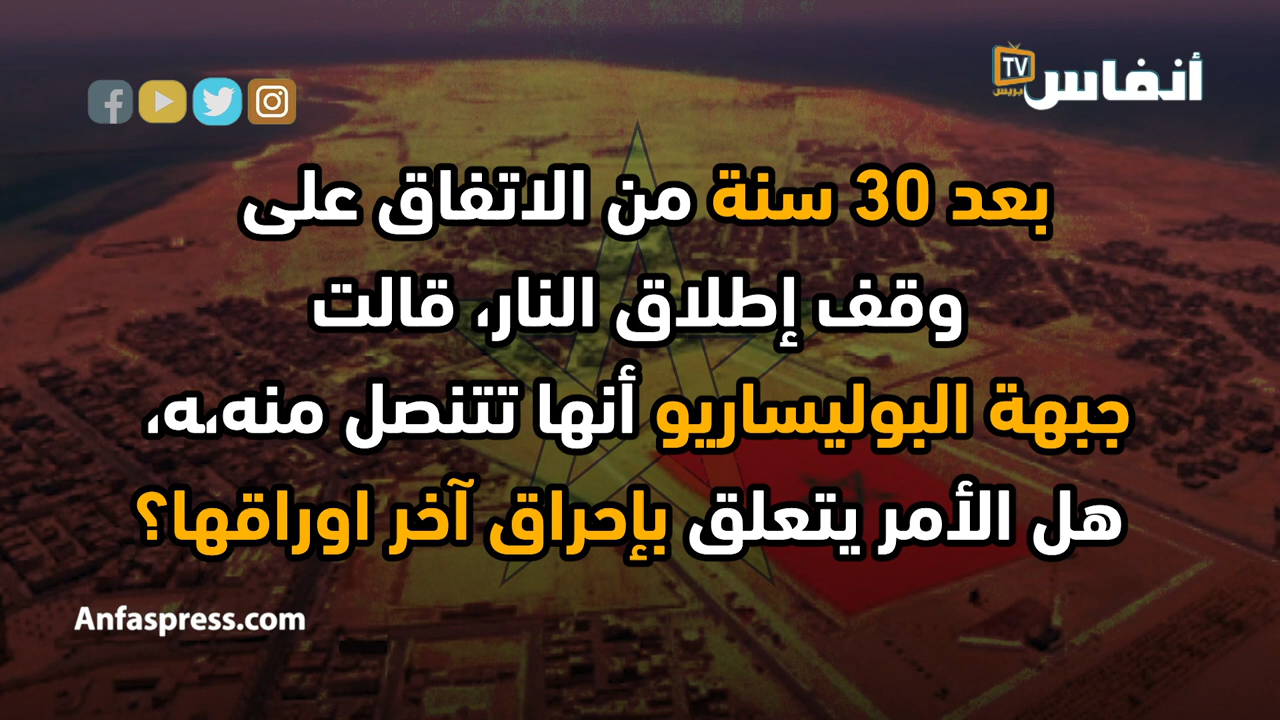 أنفاس
TV
بريس
بعد 30 سنة من الاتفاق على
وقف إطلاق النار، قالت
جبهة البوليساريو أنها تتنصل منه،ـه،
هل الأمر يتعلق بإحراق آخر اوراقها؟
Anfaspress.com